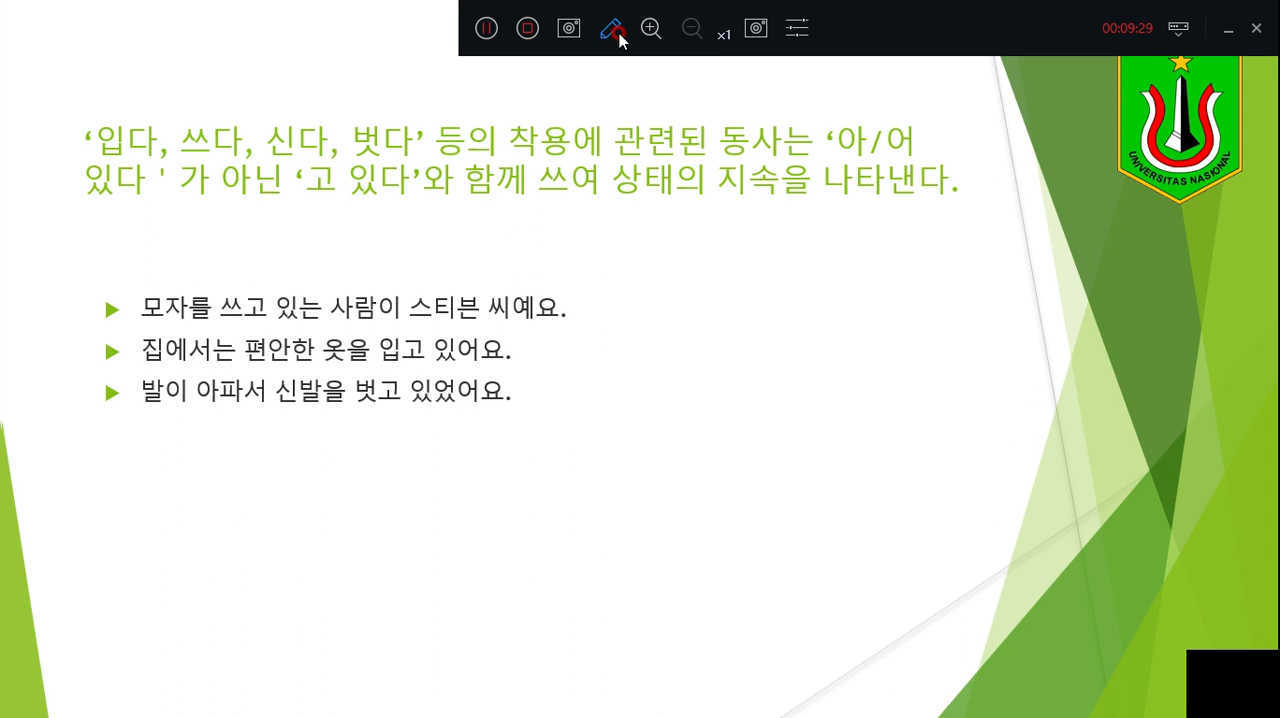 x1
00:09:29
‘입다, 쓰다, 신다, 벗다’ 등의 착용에 관련된 동사는 ‘아/어
있다 ' 가 아닌 ‘고 있다’와 함께 쓰여 상태의 지속을 나타낸다.
UNIVERSITAS NASIONAL
모자를 쓰고 있는 사람이 스티븐 씨예요.
집에서는 편안한 옷을 입고 있어요.
발이 아파서 신발을 벗고 있었어요.